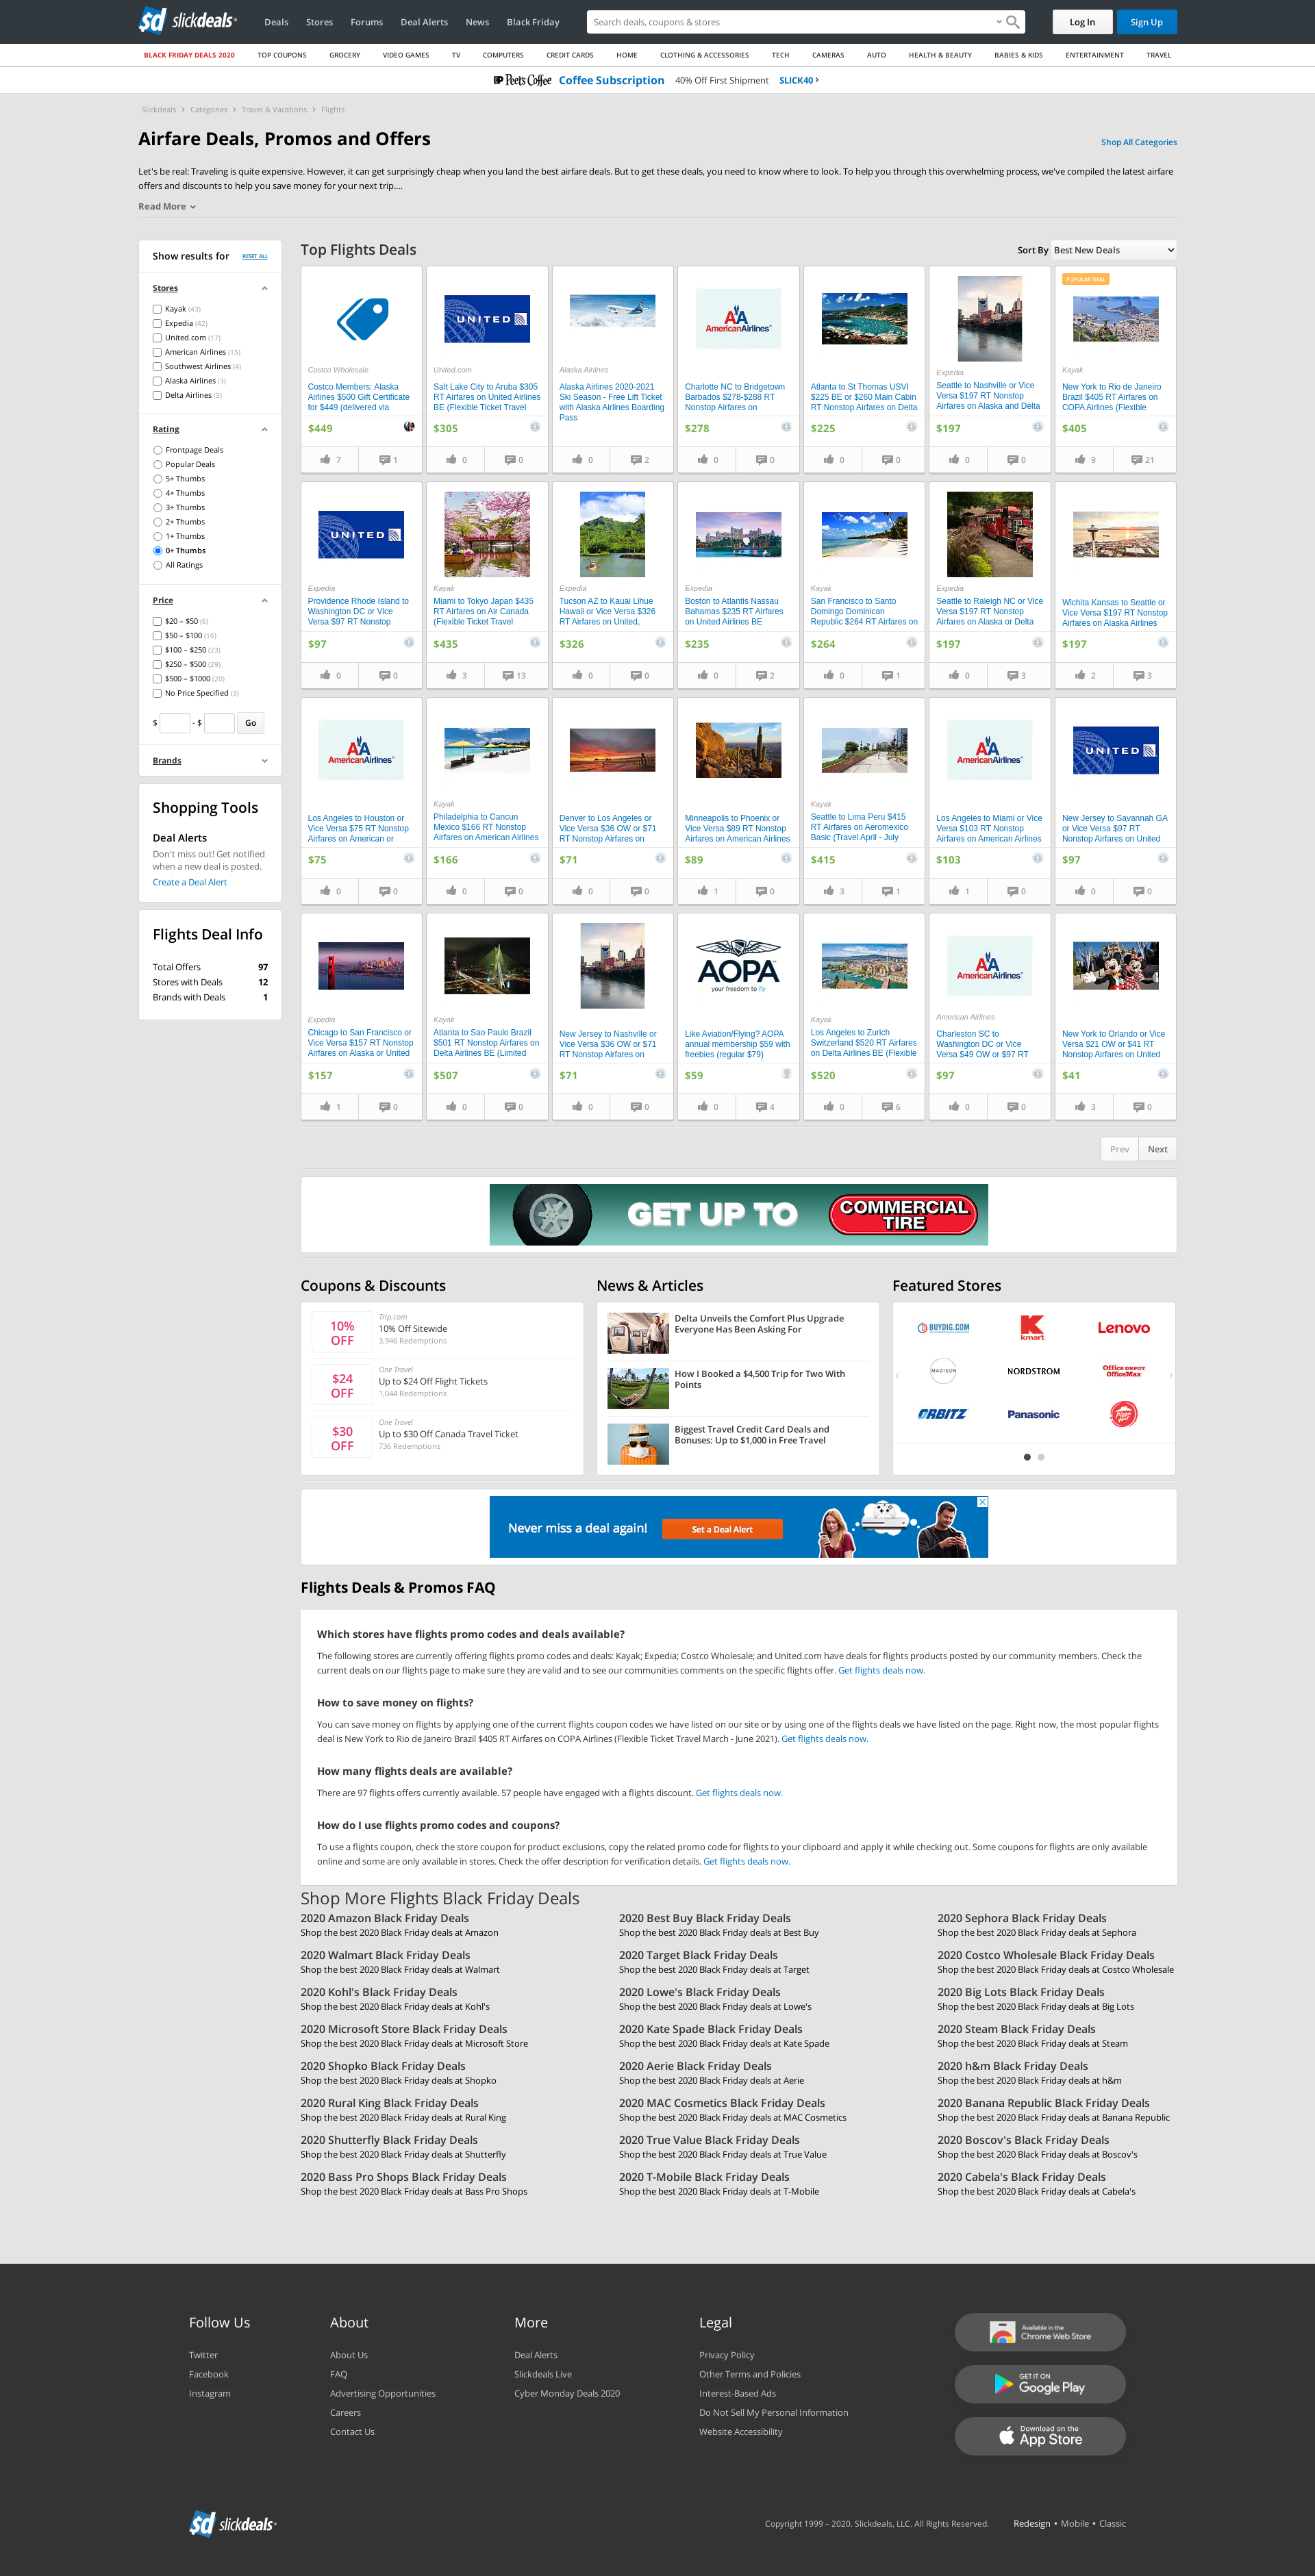 slickdeals
Deals
Stores
Forums
Deal Alerts
News
Black Friday
Search deals, coupons & stores
Log In
Sign Up
BLACK FRIDAY DEALS 2020
TOP COUPONS
GROCERY
VIDEO GAMES
TV
COMPUTERS
CREDIT CARDS
HOME
CLOTHING & ACCESSORIES
TECH
CAMERAS
AUTO
HEALTH & BEAUTY
BABIES & KIDS
ENTERTAINMENT
TRAVEL
Peet's Coffee
Coffee Subscription
40% Off First Shipment
SLICK40
Slickdeals
Categories
Travel & Vacations
Flights
Airfare Deals, Promos and Offers
Shop All Categories
Let's be real: Traveling is quite expensive. However, it can get surprisingly cheap when you land the best airfare deals. But to get these deals, you need to know where to look. To help you through this overwhelming process, we've compiled the latest airfare
offers and discounts to help you save money for your next trip....
Read More
Show results for
RESET ALL
Stores
Kayak (43)
Expedia (42)
United.com (17)
American Airlines (15)
Southwest Airlines (4)
Alaska Airlines (3)
Delta Airlines (3)
Rating
Frontpage Deals
Popular Deals
5+ Thumbs
4+ Thumbs
3+ Thumbs
2+ Thumbs
1+ Thumbs
0+ Thumbs
All Ratings
Price
$20 – $50 (6)
$50 – $100 (16)
$100 – $250 (23)
$250 – $500 (29)
$500 – $1000 (20)
No Price Specified (3)
$ - $ Go
Brands
Shopping Tools
Deal Alerts
Don't miss out! Get notified
when a new deal is posted.
Create a Deal Alert
Flights Deal Info
Total Offers 97
Stores with Deals 12
Brands with Deals 1
Top Flights Deals
Sort By Best New Deals
Costco Wholesale
Costco Members: Alaska
Airlines $500 Gift Certificate
for $449 (delivered via
$449
7 1
UNITED
United.com
Salt Lake City to Aruba $305
RT Airfares on United Airlines
BE (Flexible Ticket Travel
$305
0 0
Alaska Airlines
Alaska Airlines 2020-2021
Ski Season - Free Lift Ticket
with Alaska Airlines Boarding
Pass
0 2
AmericanAirlines
Charlotte NC to Bridgetown
Barbados $278-$288 RT
Nonstop Airfares on
$278
0 0
Atlanta to St Thomas USVI
$225 BE or $260 Main Cabin
RT Nonstop Airfares on Delta
$225
0 0
Expedia
Seattle to Nashville or Vice
Versa $197 RT Nonstop
Airfares on Alaska and Delta
$197
0 0
POPULAR DEAL
Kayak
New York to Rio de Janeiro
Brazil $405 RT Airfares on
COPA Airlines (Flexible
$405
9 21
UNITED
Expedia
Providence Rhode Island to
Washington DC or Vice
Versa $97 RT Nonstop
$97
0 0
Kayak
Miami to Tokyo Japan $435
RT Airfares on Air Canada
(Flexible Ticket Travel
$435
3 13
Expedia
Tucson AZ to Kauai Lihue
Hawaii or Vice Versa $326
RT Airfares on United,
$326
0 0
Expedia
Boston to Atlantis Nassau
Bahamas $235 RT Airfares
on United Airlines BE
$235
0 2
Kayak
San Francisco to Santo
Domingo Dominican
Republic $264 RT Airfares on
$264
0 1
Expedia
Seattle to Raleigh NC or Vice
Versa $197 RT Nonstop
Airfares on Alaska or Delta
$197
0 3
Wichita Kansas to Seattle or
Vice Versa $197 RT Nonstop
Airfares on Alaska Airlines
$197
2 3
AmericanAirlines
Los Angeles to Houston or
Vice Versa $75 RT Nonstop
Airfares on American or
$75
0 0
Kayak
Philadelphia to Cancun
Mexico $166 RT Nonstop
Airfares on American Airlines
$166
0 0
Denver to Los Angeles or
Vice Versa $36 OW or $71
RT Nonstop Airfares on
$71
0 0
Minneapolis to Phoenix or
Vice Versa $89 RT Nonstop
Airfares on American Airlines
$89
1 0
Kayak
Seattle to Lima Peru $415
RT Airfares on Aeromexico
Basic (Travel April - July
$415
3 1
AmericanAirlines
Los Angeles to Miami or Vice
Versa $103 RT Nonstop
Airfares on American Airlines
$103
1 0
UNITED
New Jersey to Savannah GA
or Vice Versa $97 RT
Nonstop Airfares on United
$97
0 0
Expedia
Chicago to San Francisco or
Vice Versa $157 RT Nonstop
Airfares on Alaska or United
$157
1 0
Kayak
Atlanta to Sao Paulo Brazil
$501 RT Nonstop Airfares on
Delta Airlines BE (Limited
$507
0 0
New Jersey to Nashville or
Vice Versa $36 OW or $71
RT Nonstop Airfares on
$71
0 0
AOPA
your freedom to fly
Like Aviation/Flying? AOPA
annual membership $59 with
freebies (regular $79)
$59
0 4
Kayak
Los Angeles to Zurich
Switzerland $520 RT Airfares
on Delta Airlines BE (Flexible
$520
0 6
AmericanAirlines
American Airlines
Charleston SC to
Washington DC or Vice
Versa $49 OW or $97 RT
$97
0 0
New York to Orlando or Vice
Versa $21 OW or $41 RT
Nonstop Airfares on United
$41
3 0
Prev
Next
GET UP TO
COMMERCIAL
TIRE
Coupons & Discounts
10%
OFF
Trip.com
10% Off Sitewide
3,946 Redemptions
$24
OFF
One Travel
Up to $24 Off Flight Tickets
1,044 Redemptions
$30
OFF
One Travel
Up to $30 Off Canada Travel Ticket
736 Redemptions
News & Articles
Delta Unveils the Comfort Plus Upgrade
Everyone Has Been Asking For
How I Booked a $4,500 Trip for Two With
Points
Biggest Travel Credit Card Deals and
Bonuses: Up to $1,000 in Free Travel
Featured Stores
BUYDIG.COM
kmart
Lenovo
MADISON
NORDSTROM
Office DEPOT
OfficeMax
ORBITZ
Panasonic
Pizza Hut
Never miss a deal again!
Set a Deal Alert
Flights Deals & Promos FAQ
Which stores have flights promo codes and deals available?
The following stores are currently offering flights promo codes and deals: Kayak; Expedia; Costco Wholesale; and United.com have deals for flights products posted by our community members. Check the
current deals on our flights page to make sure they are valid and to see our communities comments on the specific flights offer. Get flights deals now.
How to save money on flights?
You can save money on flights by applying one of the current flights coupon codes we have listed on our site or by using one of the flights deals we have listed on the page. Right now, the most popular flights
deal is New York to Rio de Janeiro Brazil $405 RT Airfares on COPA Airlines (Flexible Ticket Travel March - June 2021). Get flights deals now.
How many flights deals are available?
There are 97 flights offers currently available. 57 people have engaged with a flights discount. Get flights deals now.
How do I use flights promo codes and coupons?
To use a flights coupon, check the store coupon for product exclusions, copy the related promo code for flights to your clipboard and apply it while checking out. Some coupons for flights are only available
online and some are only available in stores. Check the offer description for verification details. Get flights deals now.
Shop More Flights Black Friday Deals
2020 Amazon Black Friday Deals
Shop the best 2020 Black Friday deals at Amazon
2020 Best Buy Black Friday Deals
Shop the best 2020 Black Friday deals at Best Buy
2020 Sephora Black Friday Deals
Shop the best 2020 Black Friday deals at Sephora
2020 Walmart Black Friday Deals
Shop the best 2020 Black Friday deals at Walmart
2020 Target Black Friday Deals
Shop the best 2020 Black Friday deals at Target
2020 Costco Wholesale Black Friday Deals
Shop the best 2020 Black Friday deals at Costco Wholesale
2020 Kohl's Black Friday Deals
Shop the best 2020 Black Friday deals at Kohl's
2020 Lowe's Black Friday Deals
Shop the best 2020 Black Friday deals at Lowe's
2020 Big Lots Black Friday Deals
Shop the best 2020 Black Friday deals at Big Lots
2020 Microsoft Store Black Friday Deals
Shop the best 2020 Black Friday deals at Microsoft Store
2020 Kate Spade Black Friday Deals
Shop the best 2020 Black Friday deals at Kate Spade
2020 Steam Black Friday Deals
Shop the best 2020 Black Friday deals at Steam
2020 Shopko Black Friday Deals
Shop the best 2020 Black Friday deals at Shopko
2020 Aerie Black Friday Deals
Shop the best 2020 Black Friday deals at Aerie
2020 h&m Black Friday Deals
Shop the best 2020 Black Friday deals at h&m
2020 Rural King Black Friday Deals
Shop the best 2020 Black Friday deals at Rural King
2020 MAC Cosmetics Black Friday Deals
Shop the best 2020 Black Friday deals at MAC Cosmetics
2020 Banana Republic Black Friday Deals
Shop the best 2020 Black Friday deals at Banana Republic
2020 Shutterfly Black Friday Deals
Shop the best 2020 Black Friday deals at Shutterfly
2020 True Value Black Friday Deals
Shop the best 2020 Black Friday deals at True Value
2020 Boscov's Black Friday Deals
Shop the best 2020 Black Friday deals at Boscov's
2020 Bass Pro Shops Black Friday Deals
Shop the best 2020 Black Friday deals at Bass Pro Shops
2020 T-Mobile Black Friday Deals
Shop the best 2020 Black Friday deals at T-Mobile
2020 Cabela's Black Friday Deals
Shop the best 2020 Black Friday deals at Cabela's
Follow Us
Twitter
Facebook
Instagram
About
About Us
FAQ
Advertising Opportunities
Careers
Contact Us
More
Deal Alerts
Slickdeals Live
Cyber Monday Deals 2020
Legal
Privacy Policy
Other Terms and Policies
Interest-Based Ads
Do Not Sell My Personal Information
Website Accessibility
Available in the
Chrome Web Store
GET IT ON
Google Play
Download on the
App Store
slickdeals
Copyright 1999 – 2020. Slickdeals, LLC. All Rights Reserved.
Redesign • Mobile • Classic